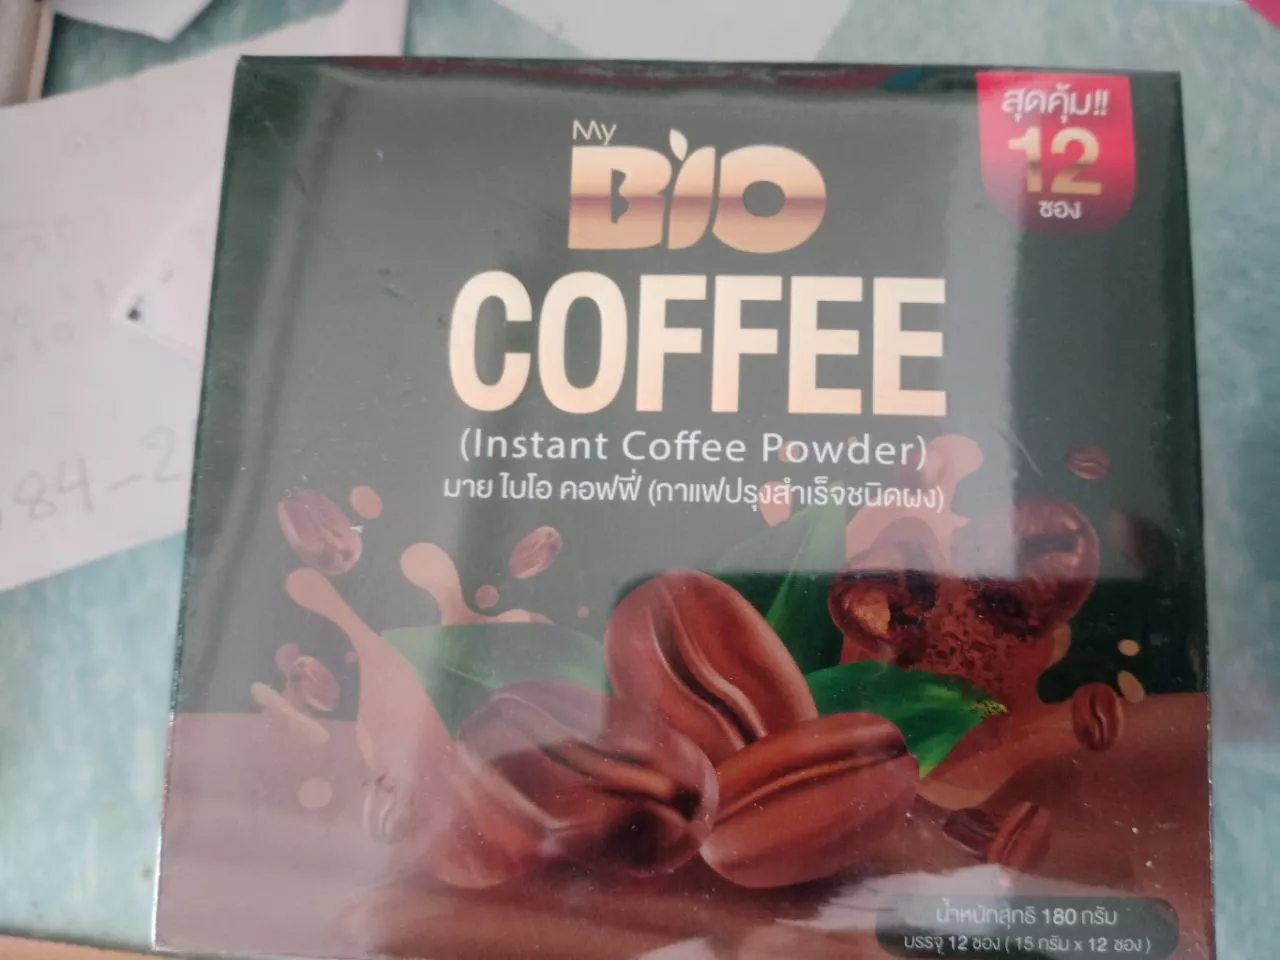 สุดคุ้ม!!
12
ซอง
My
BiO
COFFEE
(Instant Coffee Powder)
มาย ไบโอ คอฟฟี่ (กาแฟปรุงสำเร็จชนิดผง)
84-2
น้ำหนักสุทธิ 180 กรัม
บรรจุ 12 ซอง ( 15 กรัม x 12 ซอง )